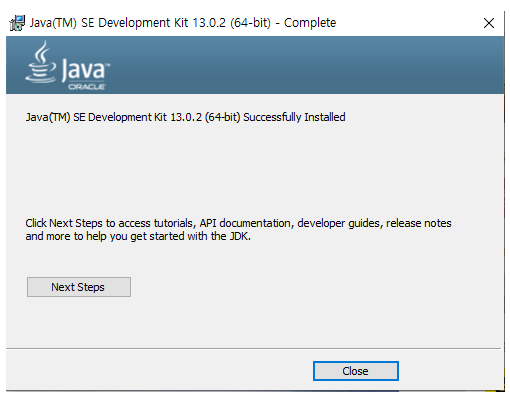 Java(TM) SE Development Kit 13.0.2 (64-bit) - Complete
Java™
ORACLE
Java(TM) SE Development Kit 13.0.2 (64-bit) Successfully Installed
Click Next Steps to access tutorials, API documentation, developer guides, release notes
and more to help you get started with the JDK.
Next Steps
Close